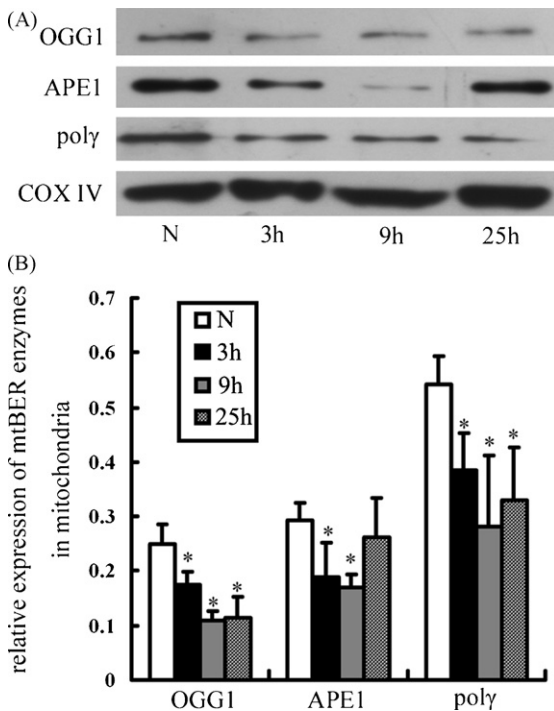 (A)
OGG1
APE1
polγ
COX IV
N 3h 9h 25h
(B)
relative expression of mtBER enzymes
in mitochondria
0.7
0.6
0.5
0.4
0.3
0.2
0.1
0
N
3h
9h
25h
* * *
* *
* * *
OGG1 APE1 polγ